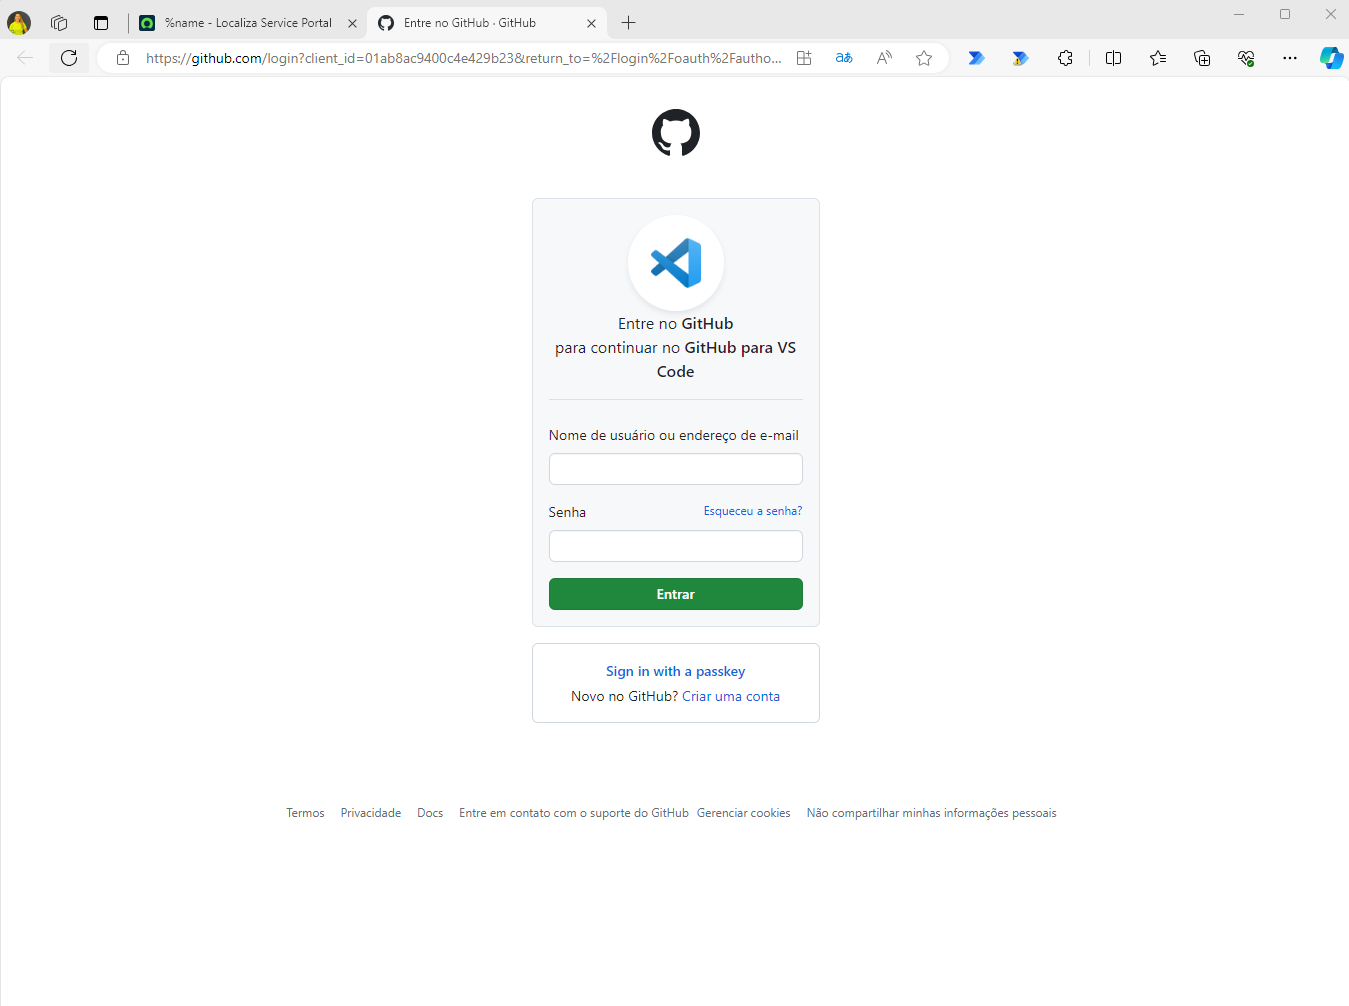 %name - Localiza Service Portal
Entre no GitHub · GitHub
https://github.com/login?client_id=01ab8ac9400c4e429b23&return_to=%2Flogin%2Foauth%2Fautho...
aあ
A
Entre no GitHub
para continuar no GitHub para VS
Code
Nome de usuário ou endereço de e-mail
Senha
Esqueceu a senha?
Entrar
Sign in with a passkey
Novo no GitHub? Criar uma conta
Termos
Privacidade
Docs
Entre em contato com o suporte do GitHub
Gerenciar cookies
Não compartilhar minhas informações pessoais